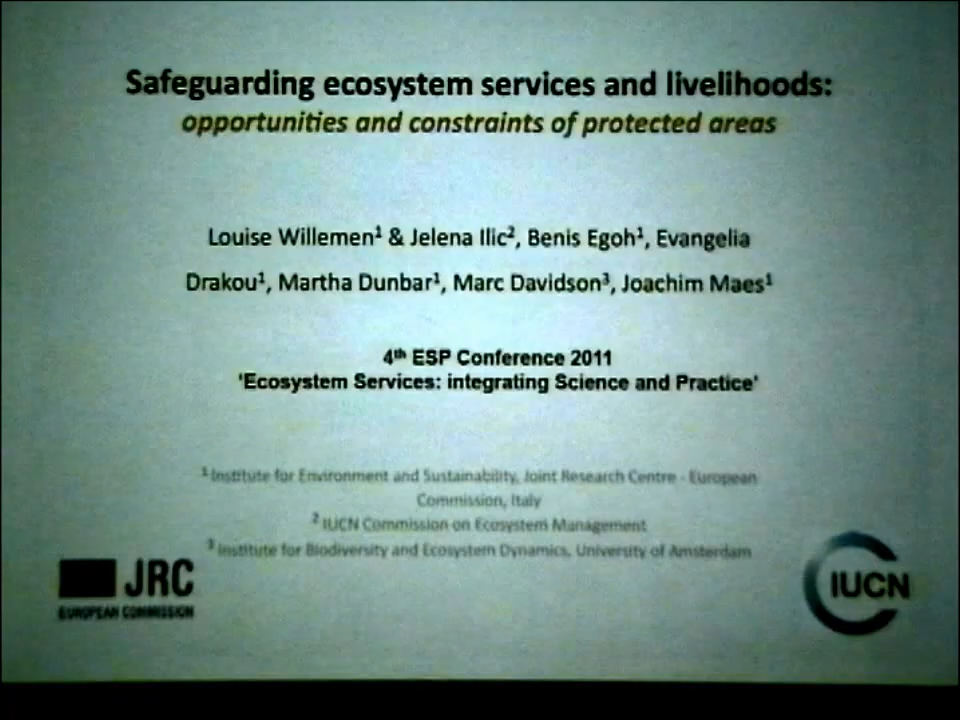 Safeguarding ecosystem services and livelihoods:
opportunities and constraints of protected areas
Louise Willemen¹ & Jelena Ilic², Benis Egoh¹, Evangelia
Drakou¹, Martha Dunbar¹, Marc Davidson³, Joachim Maes¹
4th ESP Conference 2011
'Ecosystem Services: integrating Science and Practice'
¹ Institute for Environment and Sustainability, Joint Research Centre - European
Commission, Italy
² IUCN Commission on Ecosystem Management
³ Institute for Biodiversity and Ecosystem Dynamics, University of Amsterdam
JRC
EUROPEAN COMMISSION
IUCN